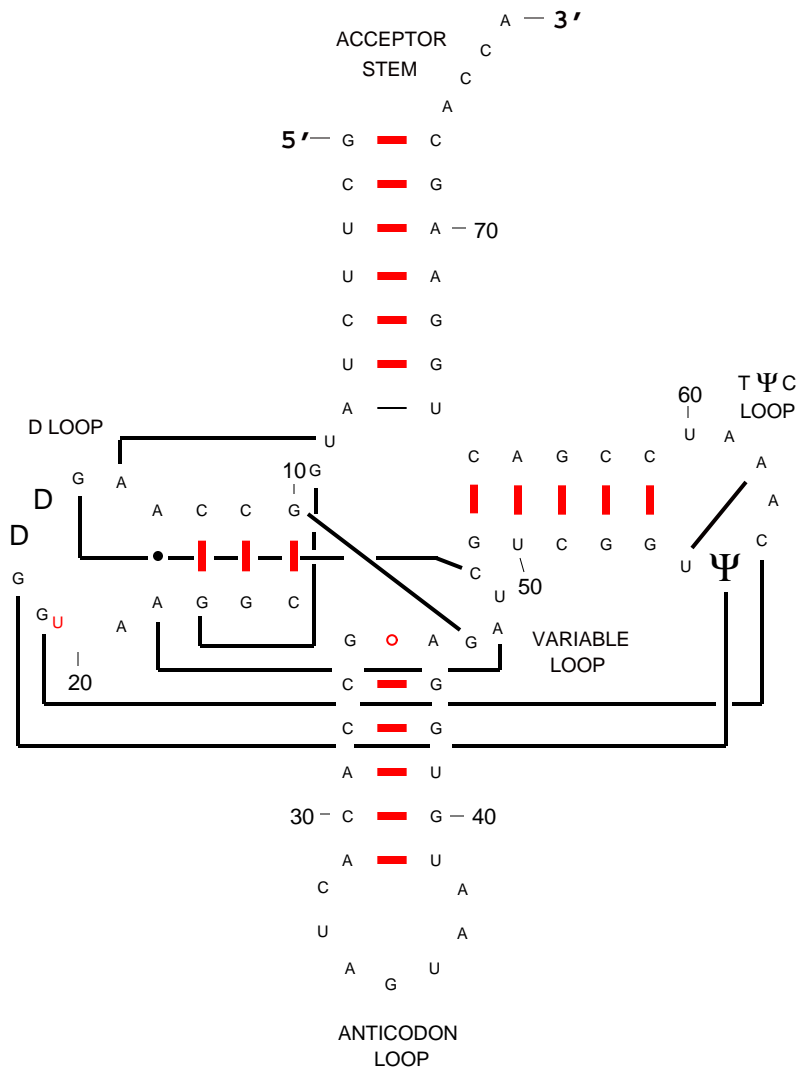 A — 3′
ACCEPTOR
STEM
C
C
A
5′ — G C
C G
U A — 70
U A
C G
U G
A U
60
T Ψ C
LOOP
D LOOP
U
U A
C A G C C
A
G A
10 G
A
D
A C C G
D
G U C G G
U Ψ C
G
C
50
G U
A
A G G C
U
A
20
G A G
VARIABLE
LOOP
C G
C G
A U
30 — C G — 40
A U
C A
U A
A U
G
ANTICODON
LOOP